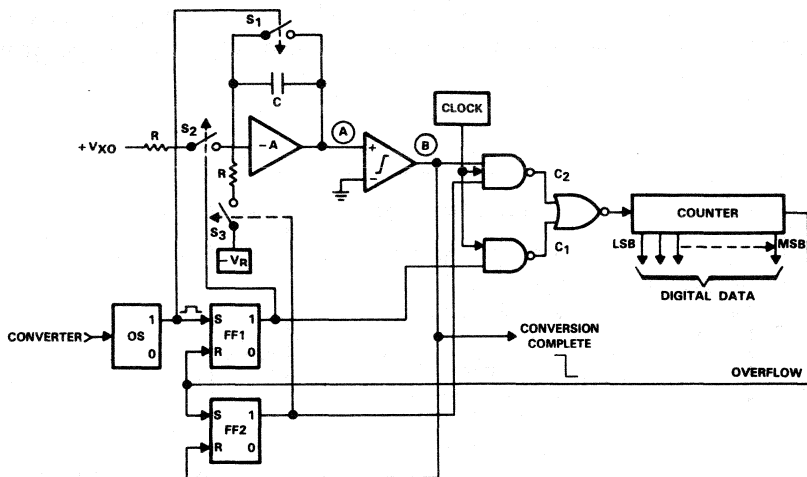 S1
C
CLOCK
+VXO
R
S2
-A
A
+
-
B
R
C2
S3
-VR
C1
COUNTER
LSB
MSB
DIGITAL DATA
CONVERTER
OS
1
0
S
R
FF1
1
0
CONVERSION
COMPLETE
OVERFLOW
S
R
FF2
1
0